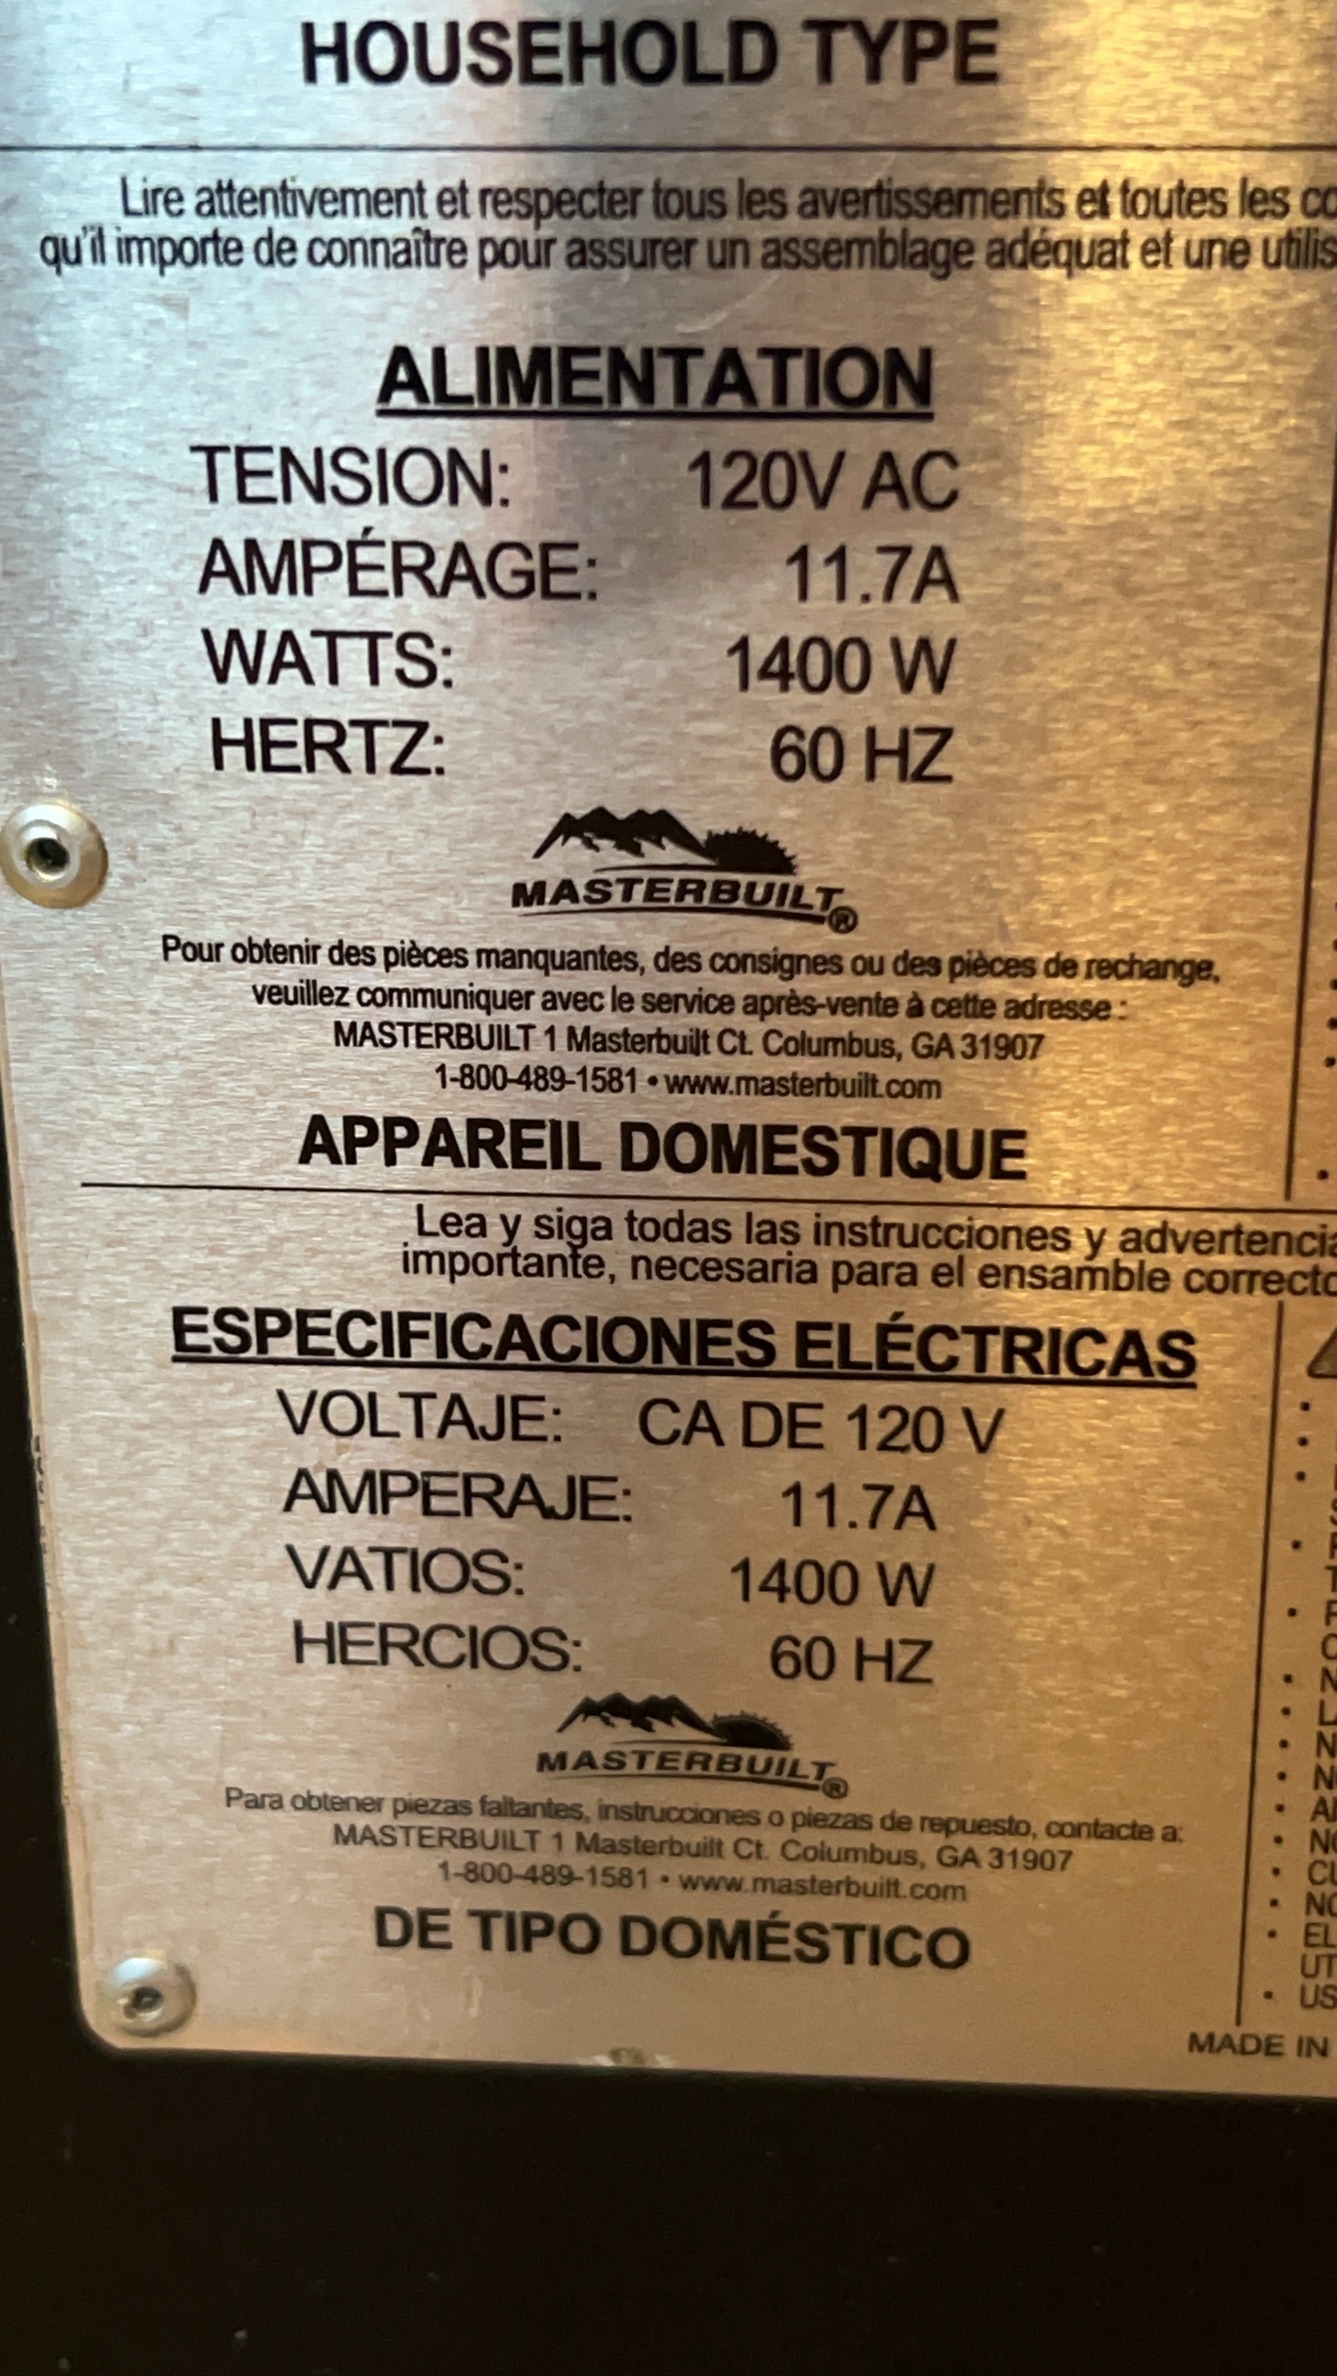 HOUSEHOLD TYPE
Lire attentivement et respecter tous les avertissements et toutes les
qu'il importe de connaître pour assurer un assemblage adéquat et une
ALIMENTATION
TENSION: 120V AC
AMPÉRAGE: 11.7A
WATTS: 1400 W
HERTZ: 60 HZ
MASTERBUILT®
Pour obtenir des pièces manquantes, des consignes ou des pièces de rechange,
veuillez communiquer avec le service après-vente à cette adresse :
MASTERBUILT 1 Masterbuilt Ct. Columbus, GA 31907
1-800-489-1581 • www.masterbuilt.com
APPAREIL DOMESTIQUE
Lea y siga todas las instrucciones y
importante, necesaria para el ensamble
ESPECIFICACIONES ELÉCTRICAS
VOLTAJE: CA DE 120 V
AMPERAJE: 11.7A
VATIOS: 1400 W
HERCIOS: 60 HZ
MASTERBUILT®
Para obtener piezas faltantes, instrucciones o piezas de repuesto, contacte a:
MASTERBUILT 1 Masterbuilt Ct. Columbus, GA 31907
1-800-489-1581 • www.masterbuilt.com
DE TIPO DOMÉSTICO
MADE IN